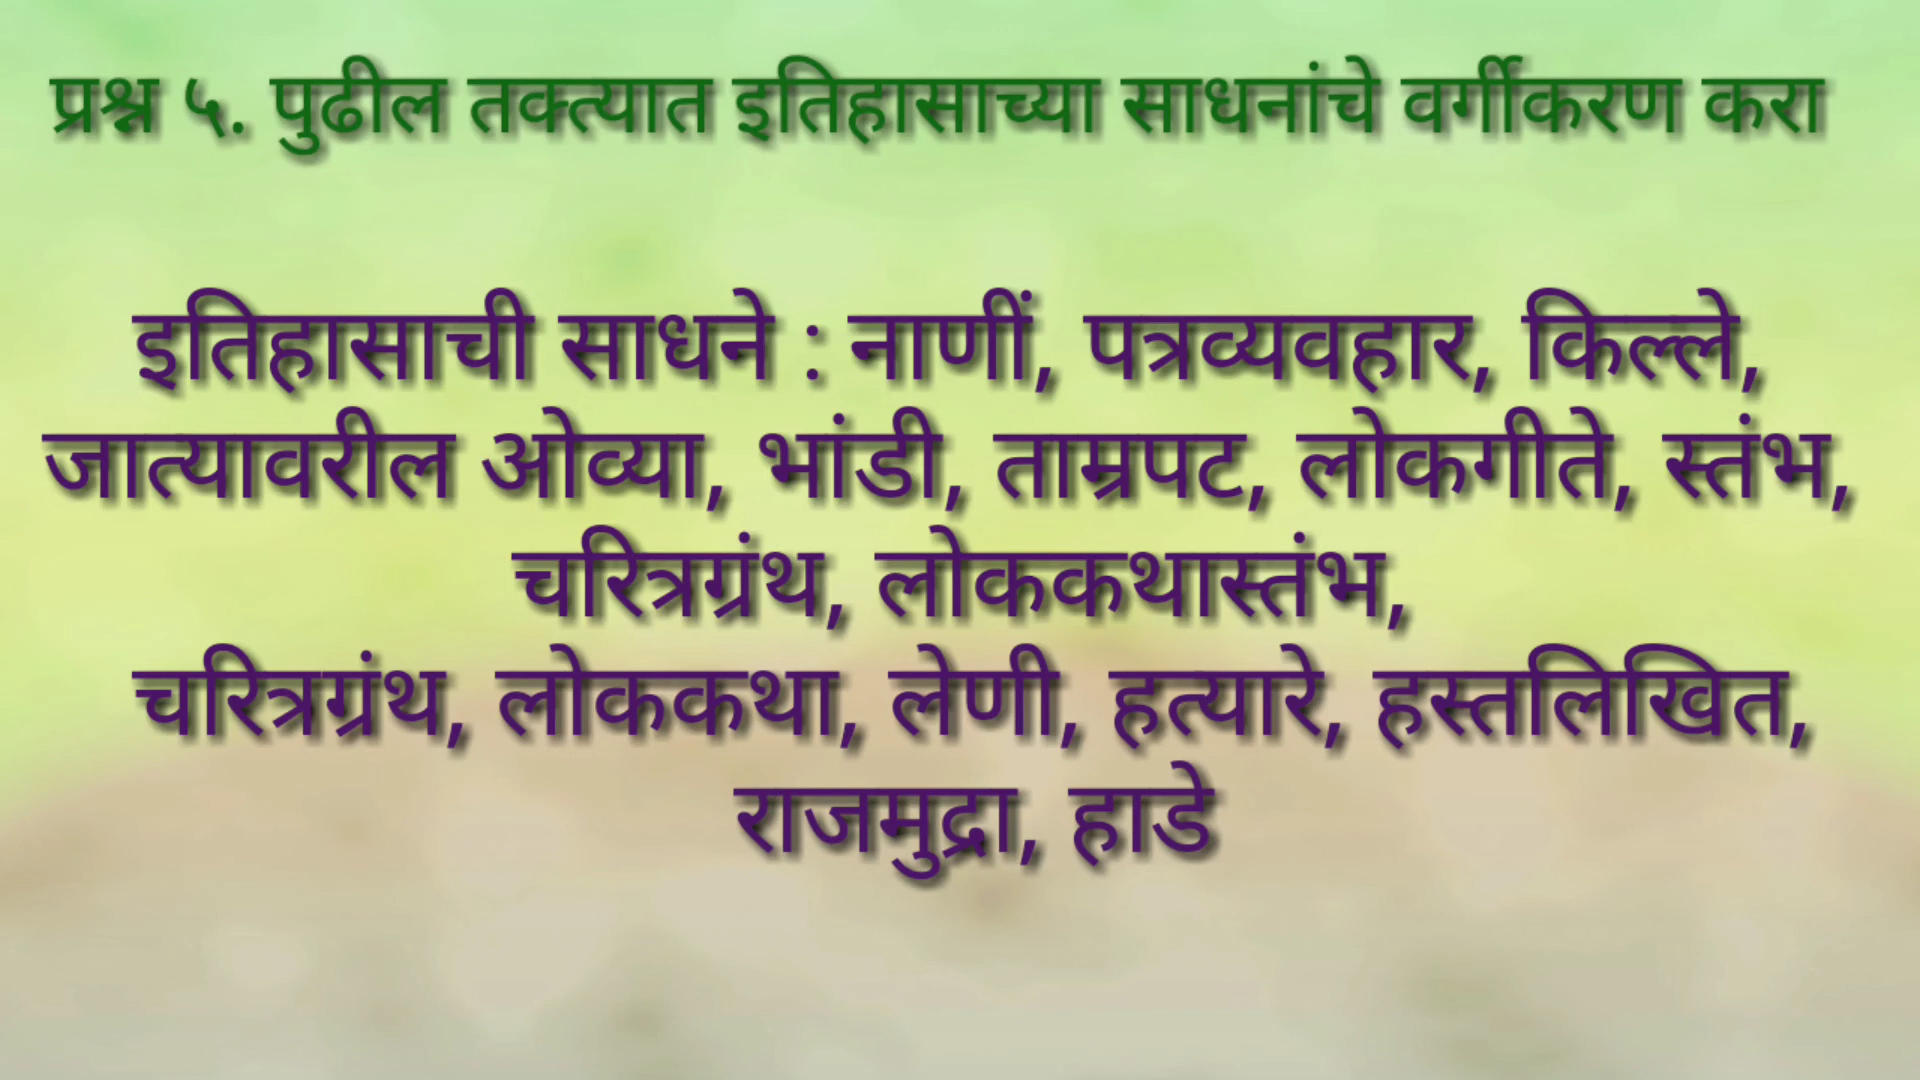 प्रश्न ५. पुढील तक्त्यात इतिहासाच्या साधनांचे वर्गीकरण करा
इतिहासाची साधने : नाणीं, पत्रव्यवहार, किल्ले,
जात्यावरील ओव्या, भांडी, ताम्रपट, लोकगीते, स्तंभ,
चरित्रग्रंथ, लोककथास्तंभ,
चरित्रग्रंथ, लोककथा, लेणी, हत्यारे, हस्तलिखित,
राजमुद्रा, हाडे